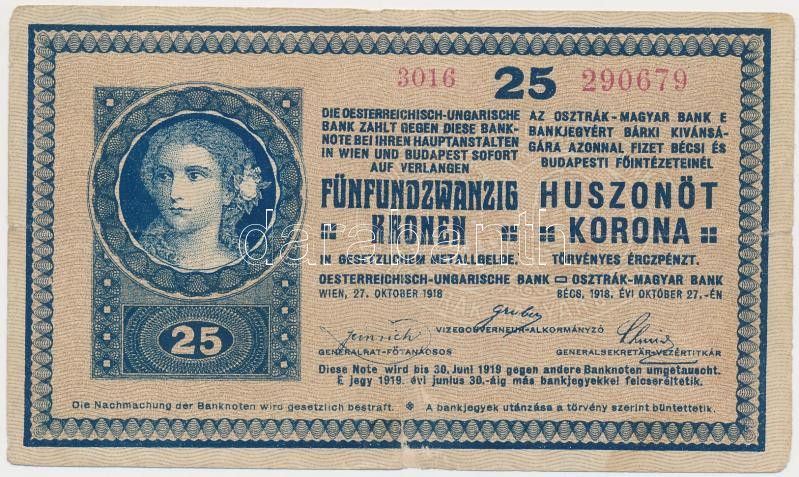 3016 25 290679
DIE OESTERREICHISCH-UNGARISCHE
BANK ZAHLT GEGEN DIESE BANK-
NOTE BEI IHREN HAUPTANSTALTEN
IN WIEN UND BUDAPEST SOFORT
AUF VERLANGEN
FÜNFUNDZWANZIG
KRONEN
IN GESETZLICHEM METALLGELDE.
AZ OSZTRÁK-MAGYAR BANK E
BANKJEGYÉRT BÁRKI KIVÁNSÁ-
GÁRA AZONNAL FIZET BÉCSI ÉS
BUDAPESTI FŐINTÉZETEINÉL
HUSZONÖT
KORONA
TÖRVÉNYES ÉRCZPÉNZT.
OESTERREICHISCH-UNGARISCHE BANK OSZTRÁK-MAGYAR BANK
WIEN, 27. OKTOBER 1918 BÉCS, 1918. ÉVI OKTÓBER 27.-ÉN
Gruber
VIZEGOUVERNEUR-ALKORMÁNYZÓ
GENERALRAT-FŐTANÁCSOS GENERALSEKRETÄR-VEZÉRTITKÁR
Diese Note wird bis 30. Juni 1919 gegen andere Banknoten umgetauscht.
E jegy 1919. évi junius 30.-áig más bankjegyekkel felcseréltetik.
25
Die Nachmachung der Banknoten wird gesetzlich bestraft. A bankjegyek utánzása a törvény szerint büntettetik.
darabanth